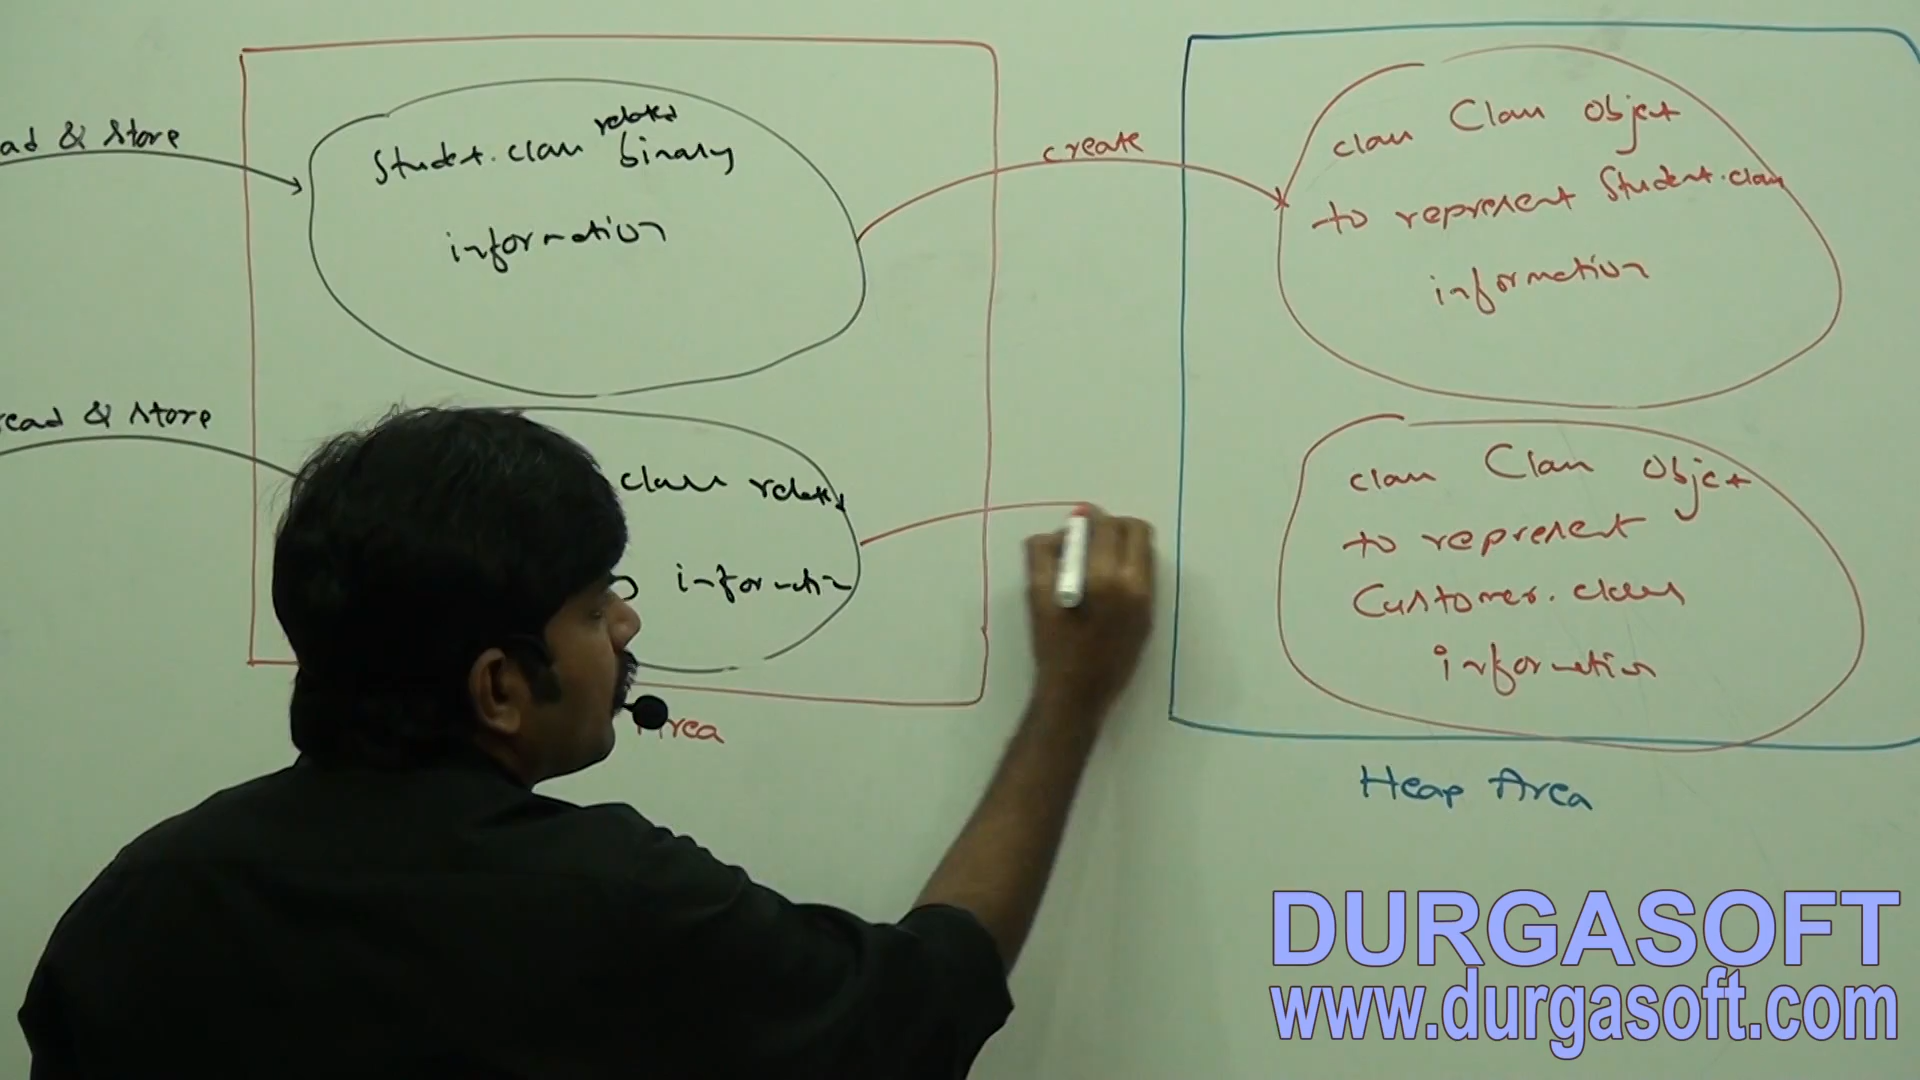 ad & store
Student.class related binary
information
create
class Class Object
to represent Student.class
information
read & store
class related
information
class Class Object
to represent
Customer.class
information
Area
Heap Area
DURGASOFT
www.durgasoft.com